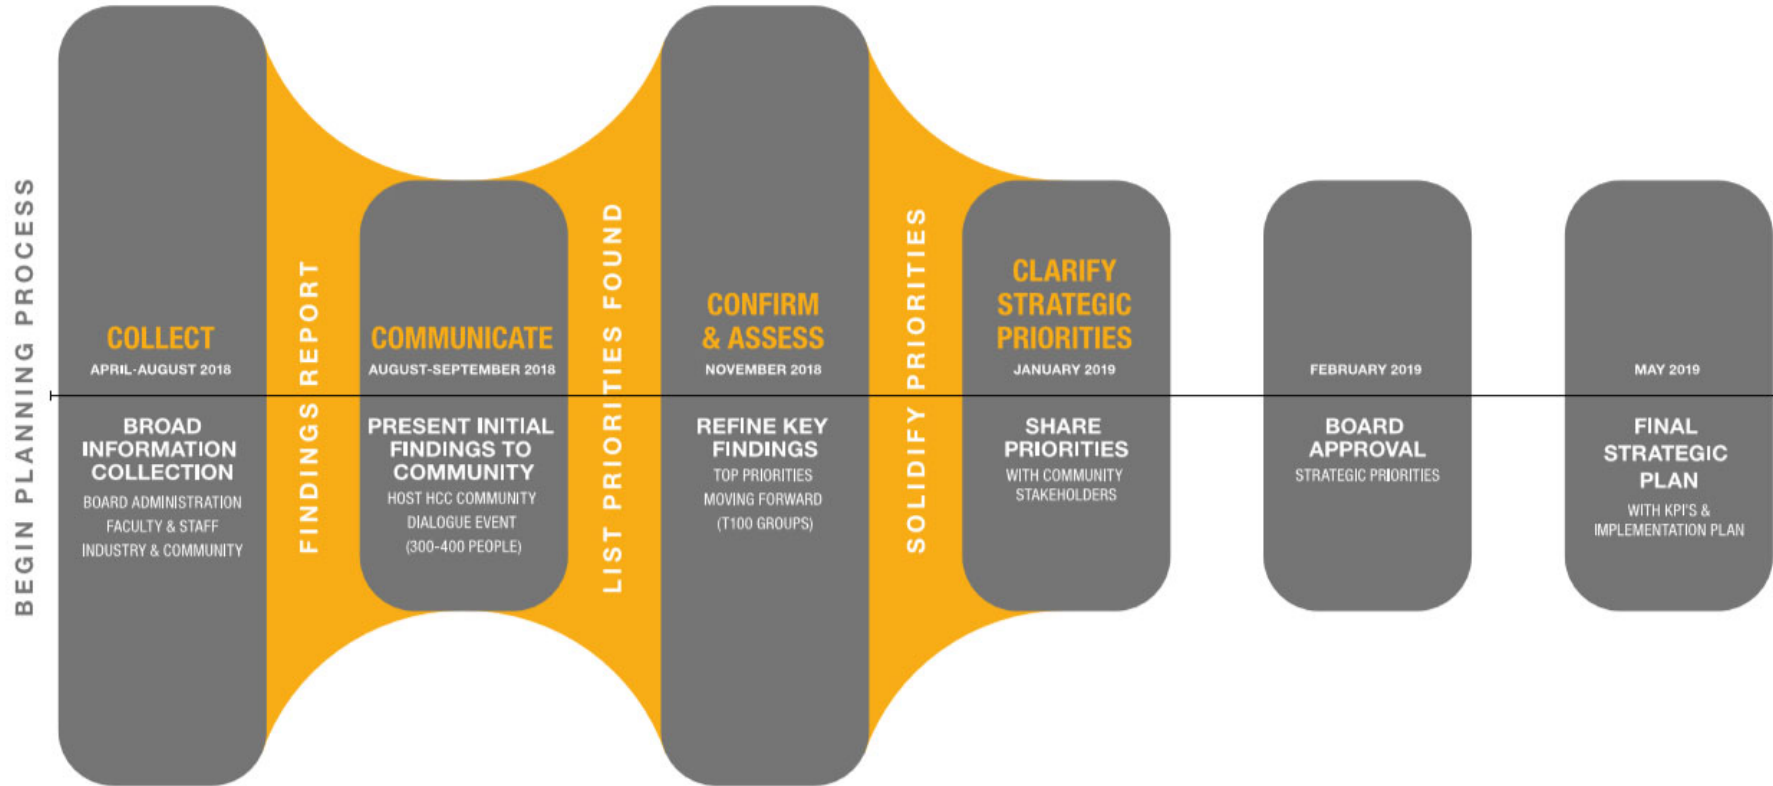 BEGIN PLANNING PROCESS
COLLECT
APRIL-AUGUST 2018
BROAD
INFORMATION
COLLECTION
BOARD ADMINISTRATION
FACULTY & STAFF
INDUSTRY & COMMUNITY
FINDINGS REPORT
COMMUNICATE
AUGUST-SEPTEMBER 2018
PRESENT INITIAL
FINDINGS TO
COMMUNITY
HOST HCC COMMUNITY
DIALOGUE EVENT
(300-400 PEOPLE)
LIST PRIORITIES FOUND
CONFIRM
& ASSESS
NOVEMBER 2018
REFINE KEY
FINDINGS
TOP PRIORITIES
MOVING FORWARD
(T100 GROUPS)
SOLIDIFY PRIORITIES
CLARIFY
STRATEGIC
PRIORITIES
JANUARY 2019
SHARE
PRIORITIES
WITH COMMUNITY
STAKEHOLDERS
FEBRUARY 2019
BOARD
APPROVAL
STRATEGIC PRIORITIES
MAY 2019
FINAL
STRATEGIC
PLAN
WITH KPI'S &
IMPLEMENTATION PLAN